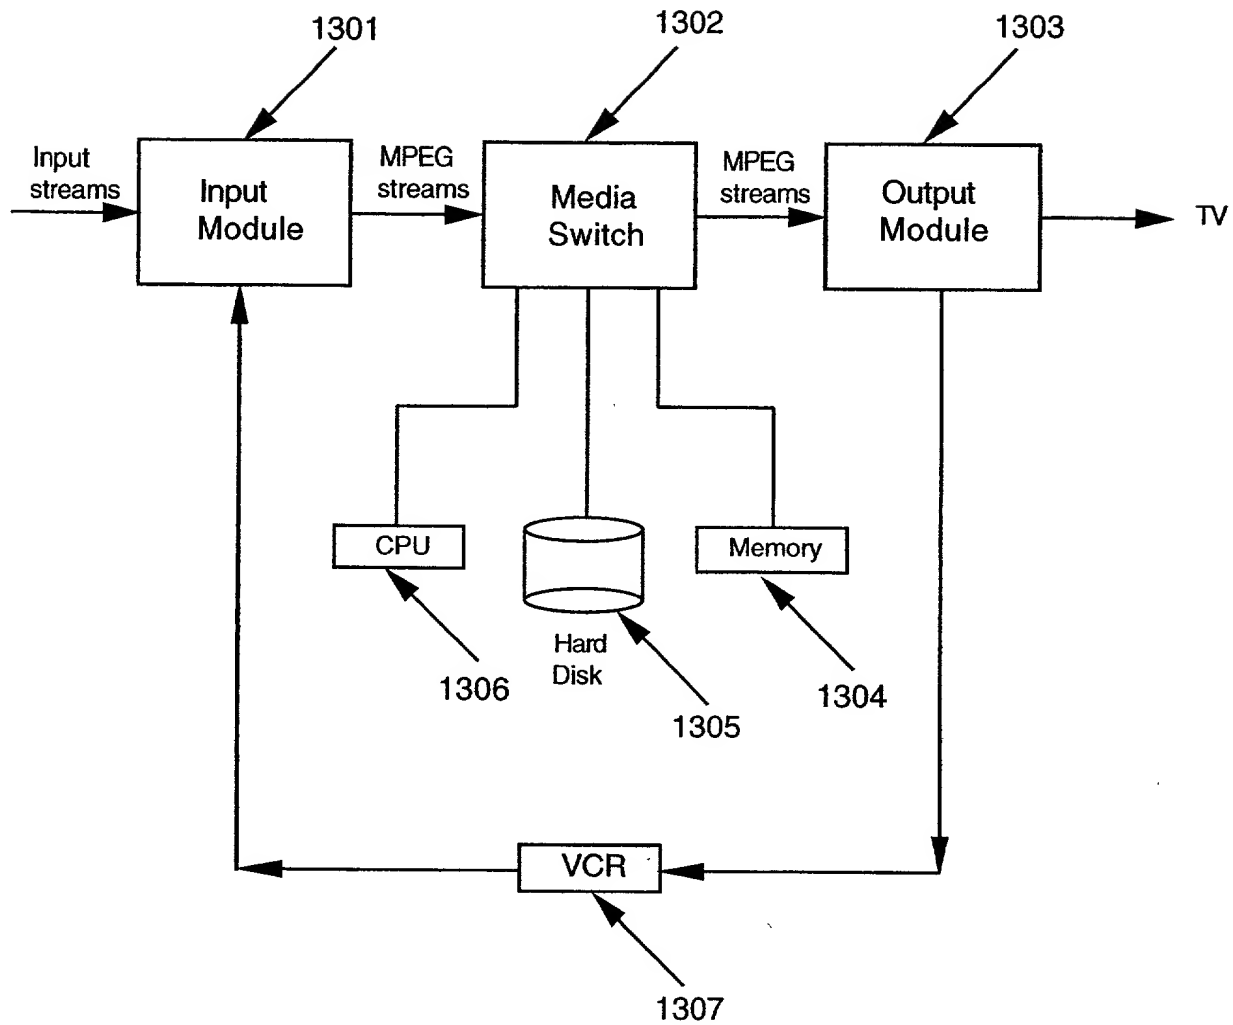 1301
1302
1303
Input
streams
Input
Module
MPEG
streams
Media
Switch
MPEG
streams
Output
Module
TV
CPU
Memory
Hard
Disk
1306
1305
1304
VCR
1307